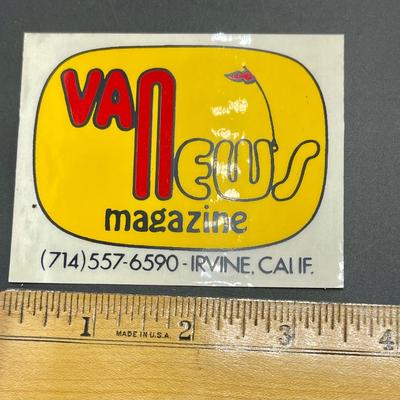 VAN
NEWS
magazine
(714)557-6590 - IRVINE, CALIF.
1 MADE IN U.S.A. 2 3 4